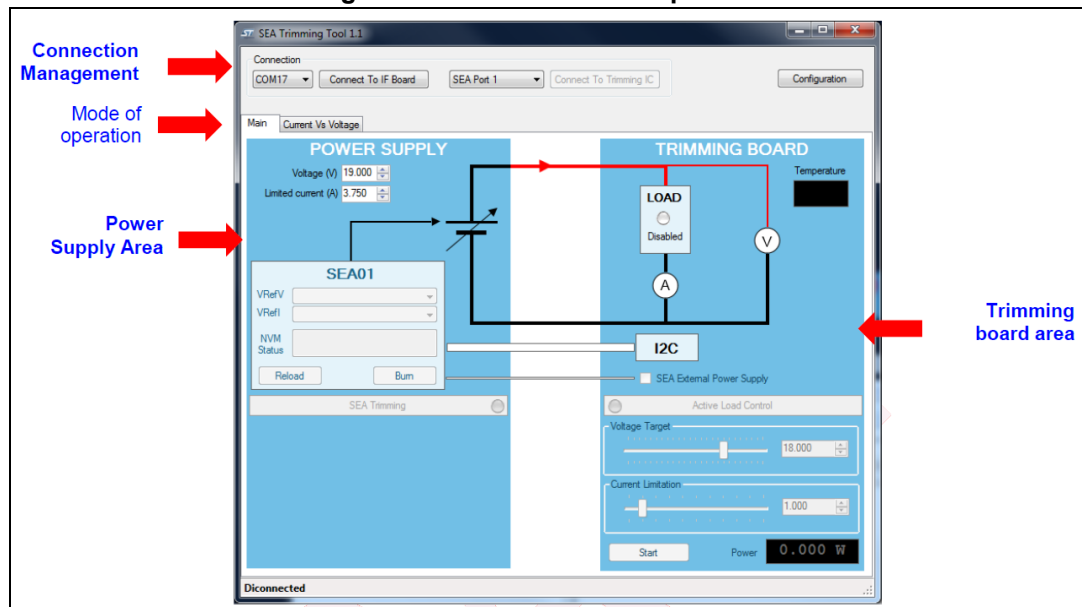 SEA Trimming Tool 1.1
Connection
Management
Connection
COM17
Connect To IF Board
SEA Port 1
Connect To Trimming IC
Configuration
Mode of
operation
Main
Current Vs Voltage
POWER SUPPLY
Voltage (V) 19.000
Limited current (A) 3.750
TRIMMING BOARD
Temperature
LOAD
Disabled
V
A
Power
Supply Area
SEA01
VRefV
VRefI
NVM
Status
Reload
Burn
I2C
SEA External Power Supply
Trimming
board area
SEA Trimming
Active Load Control
Voltage Target
18.000
Current Limitation
1.000
Start
Power
0.000 W
Diconnected